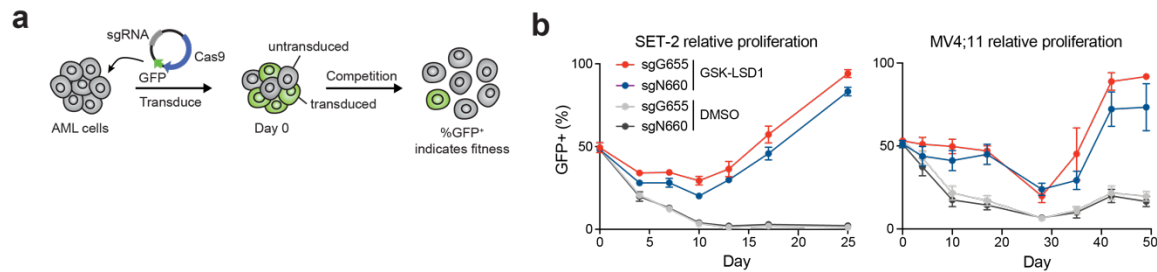 a
sgRNA
Cas9
GFP
AML cells
Transduce
untransduced
transduced
Day 0
Competition
%GFP⁺
indicates fitness
b
SET-2 relative proliferation
GFP+ (%)
100
50
0
sgG655
sgN660
GSK-LSD1
sgG655
sgN660
DMSO
0 5 10 15 20 25
Day
MV4;11 relative proliferation
100
50
0
0 10 20 30 40 50
Day